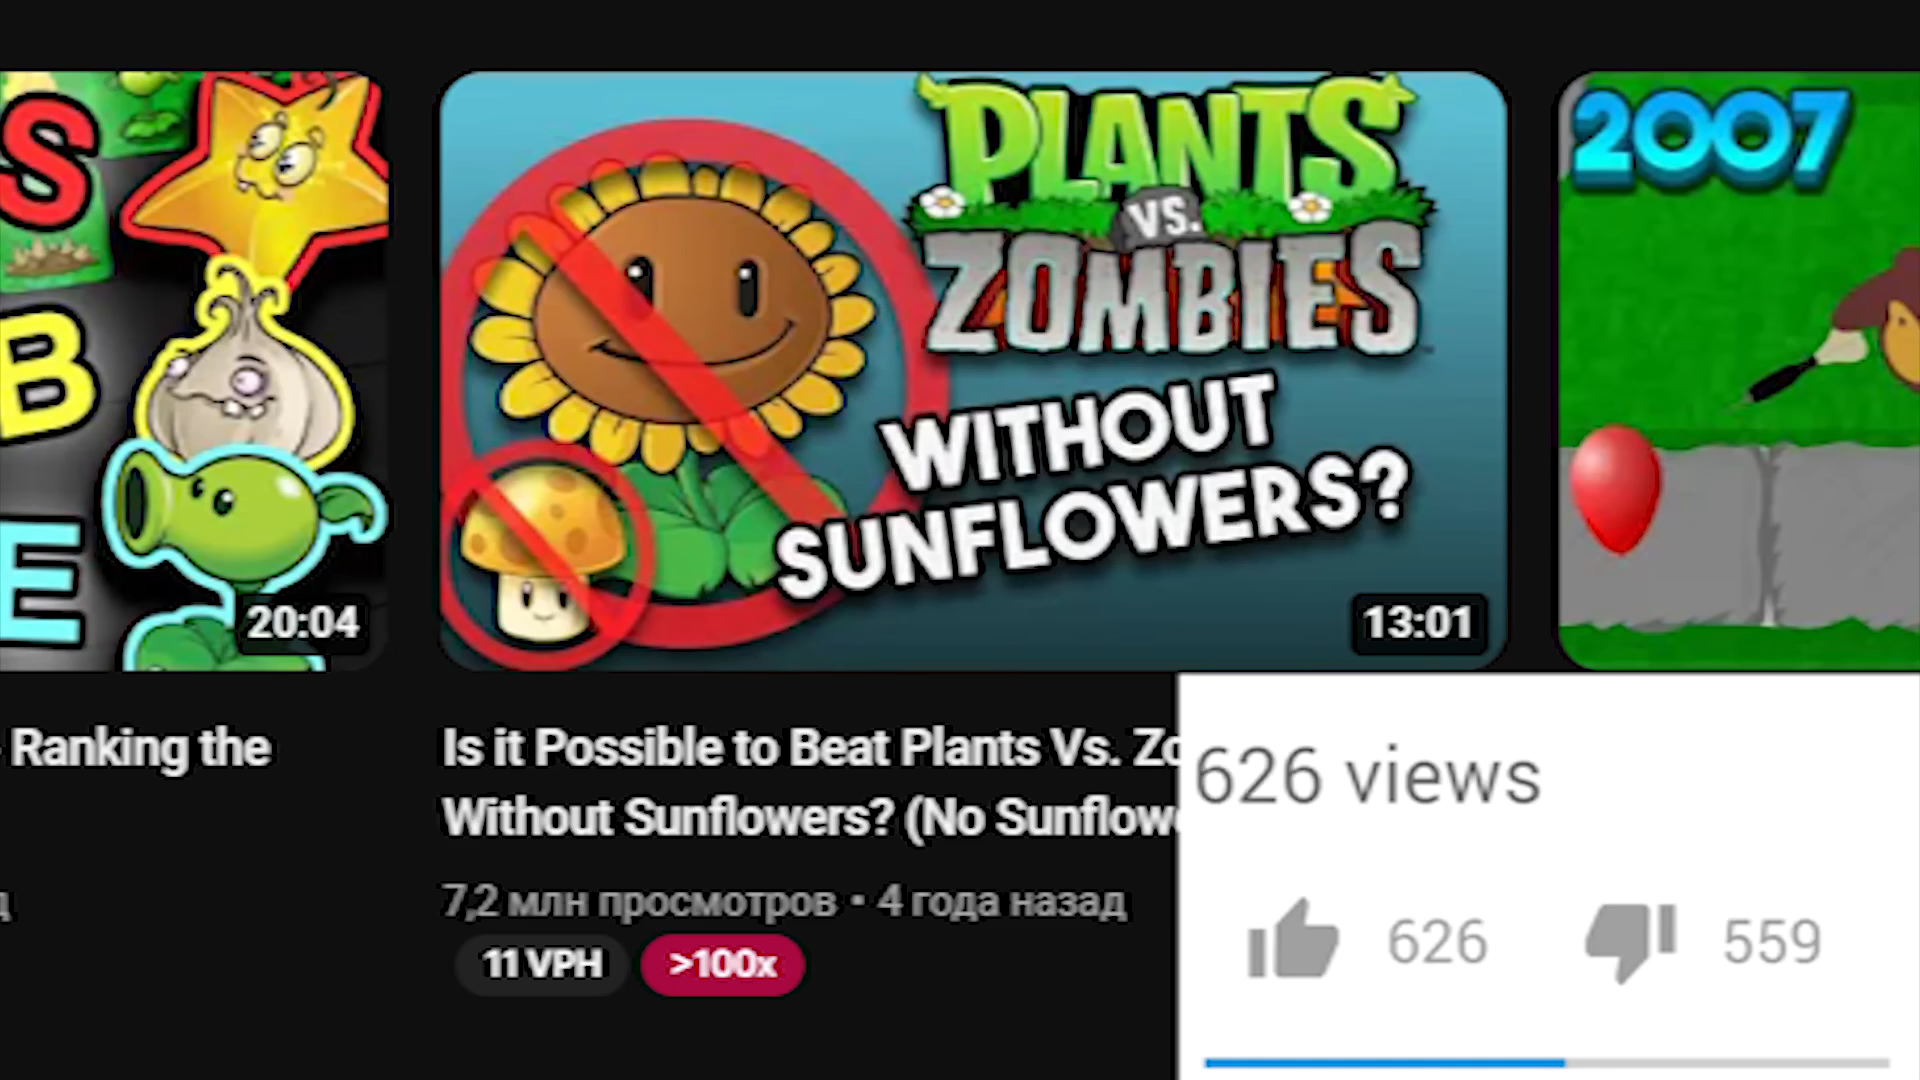 S
B
E
20:04
Ranking the
PLANTS
VS.
ZOMBIES
WITHOUT
SUNFLOWERS?
13:01
Is it Possible to Beat Plants Vs. Zo
Without Sunflowers? (No Sunflow
7,2 млн просмотров • 4 года назад
11 VPH >100x
2007
626 views
626 559